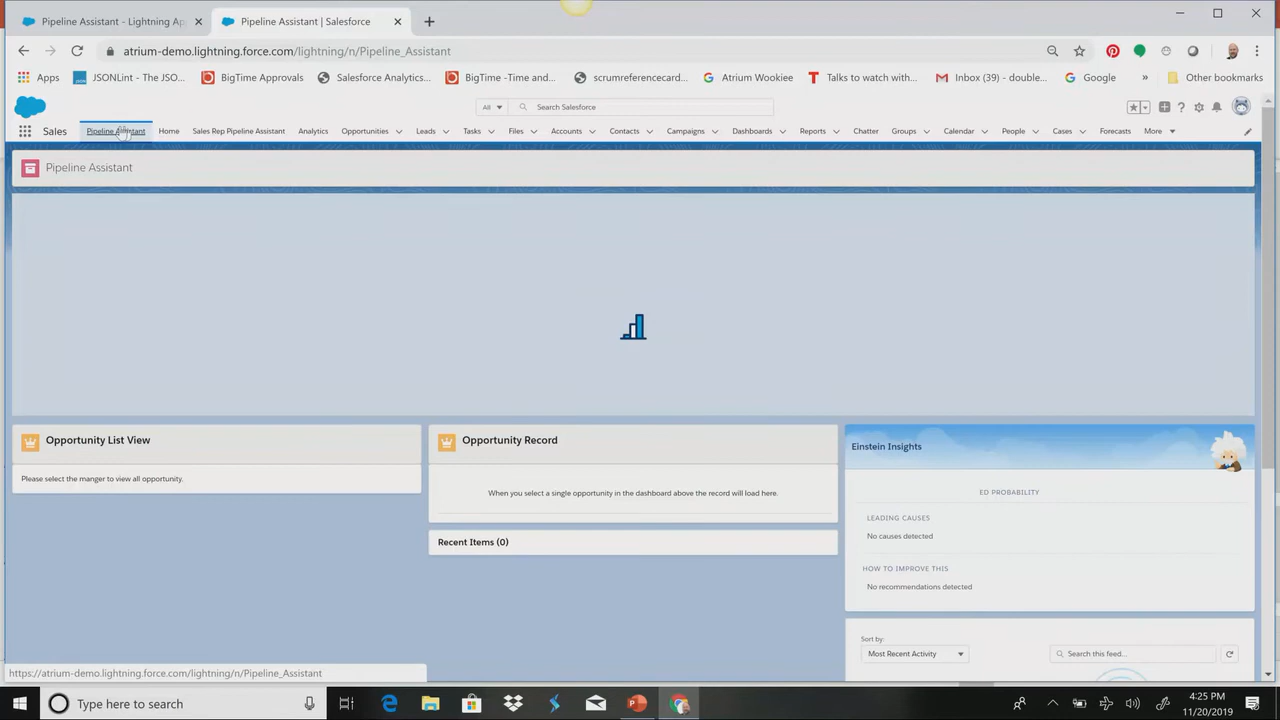 Pipeline Assistant - Lightning Ap
Pipeline Assistant | Salesforce
atrium-demo.lightning.force.com/lightning/n/Pipeline_Assistant
Apps
JSONLint - The JSO...
BigTime Approvals
Salesforce Analytics...
BigTime -Time and...
scrumreferencecard...
Atrium Wookiee
Talks to watch with...
Inbox (39) - double...
Google
»
Other bookmarks
All
Search Salesforce
Sales
Pipeline Assistant
Home
Sales Rep Pipeline Assistant
Analytics
Opportunities
Leads
Tasks
Files
Accounts
Contacts
Campaigns
Dashboards
Reports
Chatter
Groups
Calendar
People
Cases
Forecasts
More
Pipeline Assistant
Opportunity List View
Please select the manger to view all opportunity.
Opportunity Record
When you select a single opportunity in the dashboard above the record will load here.
Recent Items (0)
Einstein Insights
ED PROBABILITY
LEADING CAUSES
No causes detected
HOW TO IMPROVE THIS
No recommendations detected
Sort by:
Most Recent Activity
Search this feed...
https://atrium-demo.lightning.force.com/lightning/n/Pipeline_Assistant
Type here to search
4:25 PM
11/20/2019